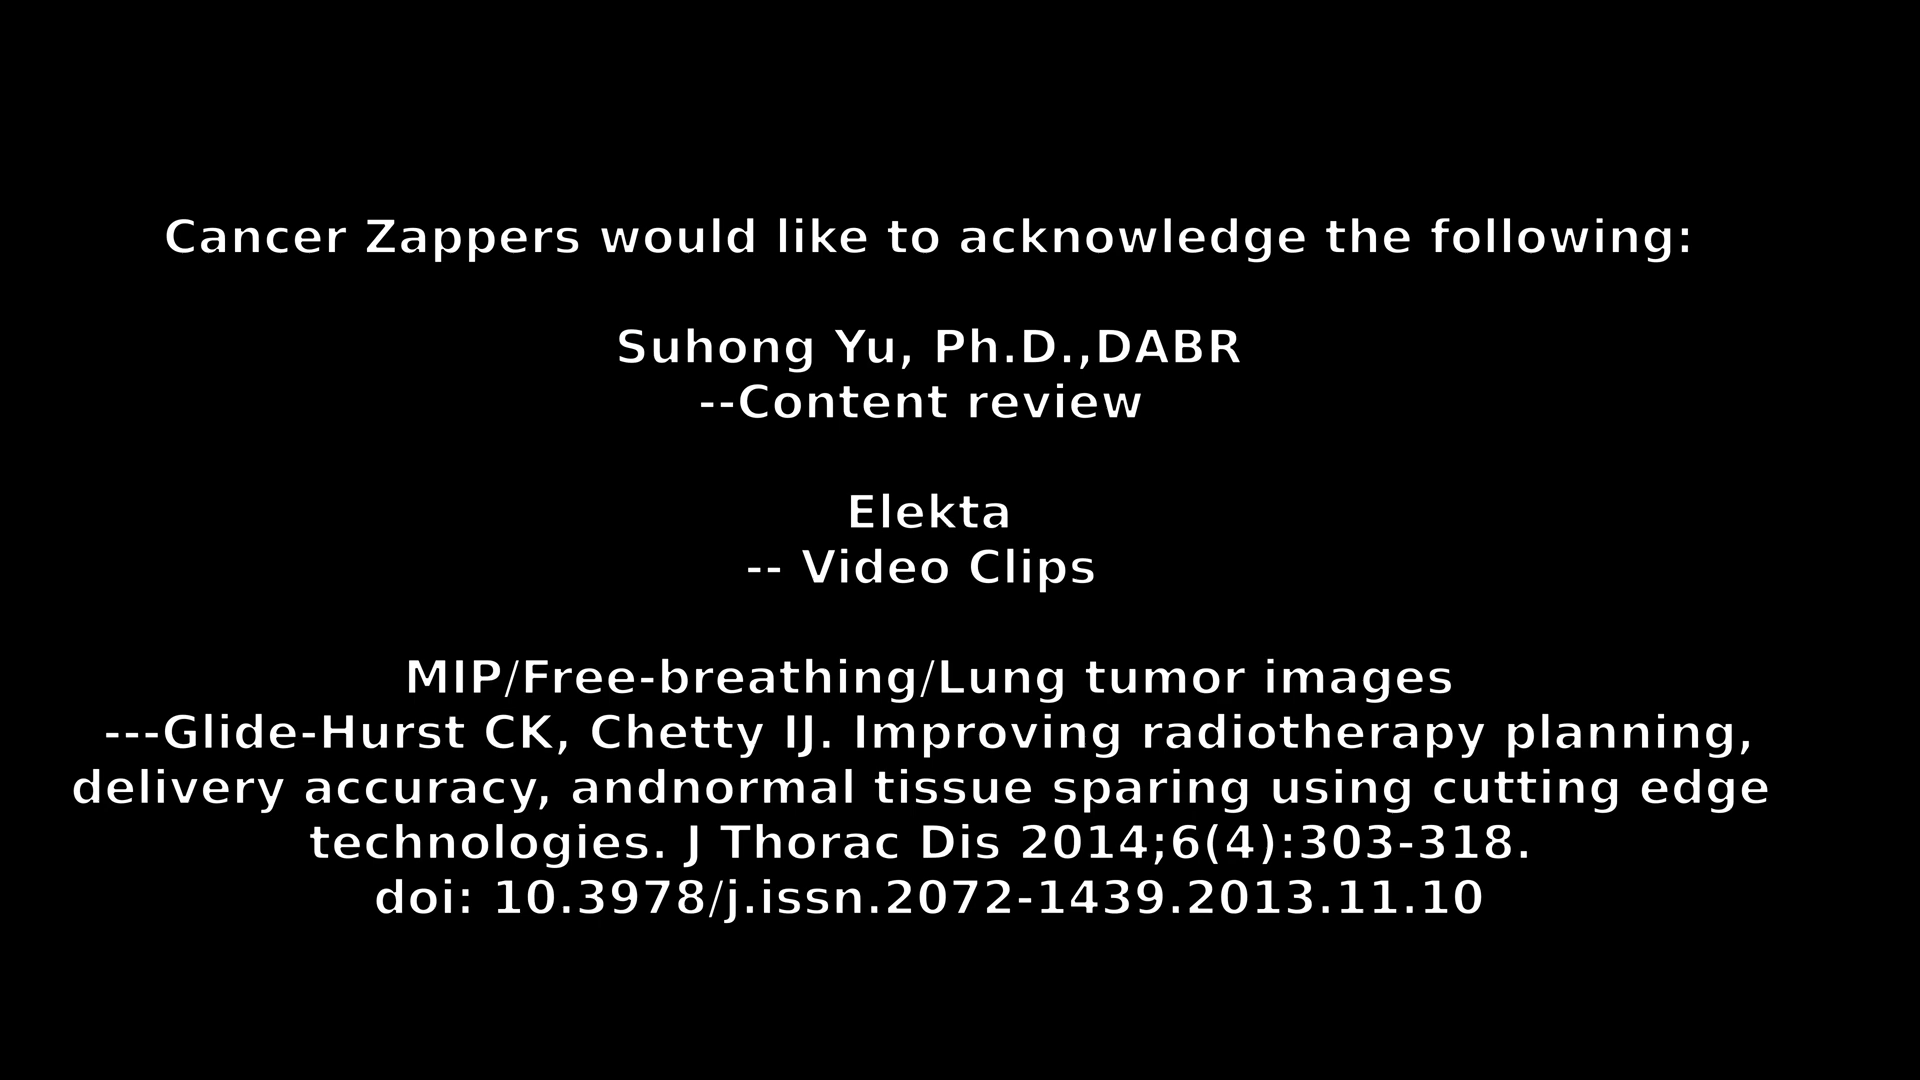 Cancer Zappers would like to acknowledge the following:
Suhong Yu, Ph.D.,DABR
--Content review
Elekta
-- Video Clips
MIP/Free-breathing/Lung tumor images
---Glide-Hurst CK, Chetty IJ. Improving radiotherapy planning,
delivery accuracy, andnormal tissue sparing using cutting edge
technologies. J Thorac Dis 2014;6(4):303-318.
doi: 10.3978/j.issn.2072-1439.2013.11.10